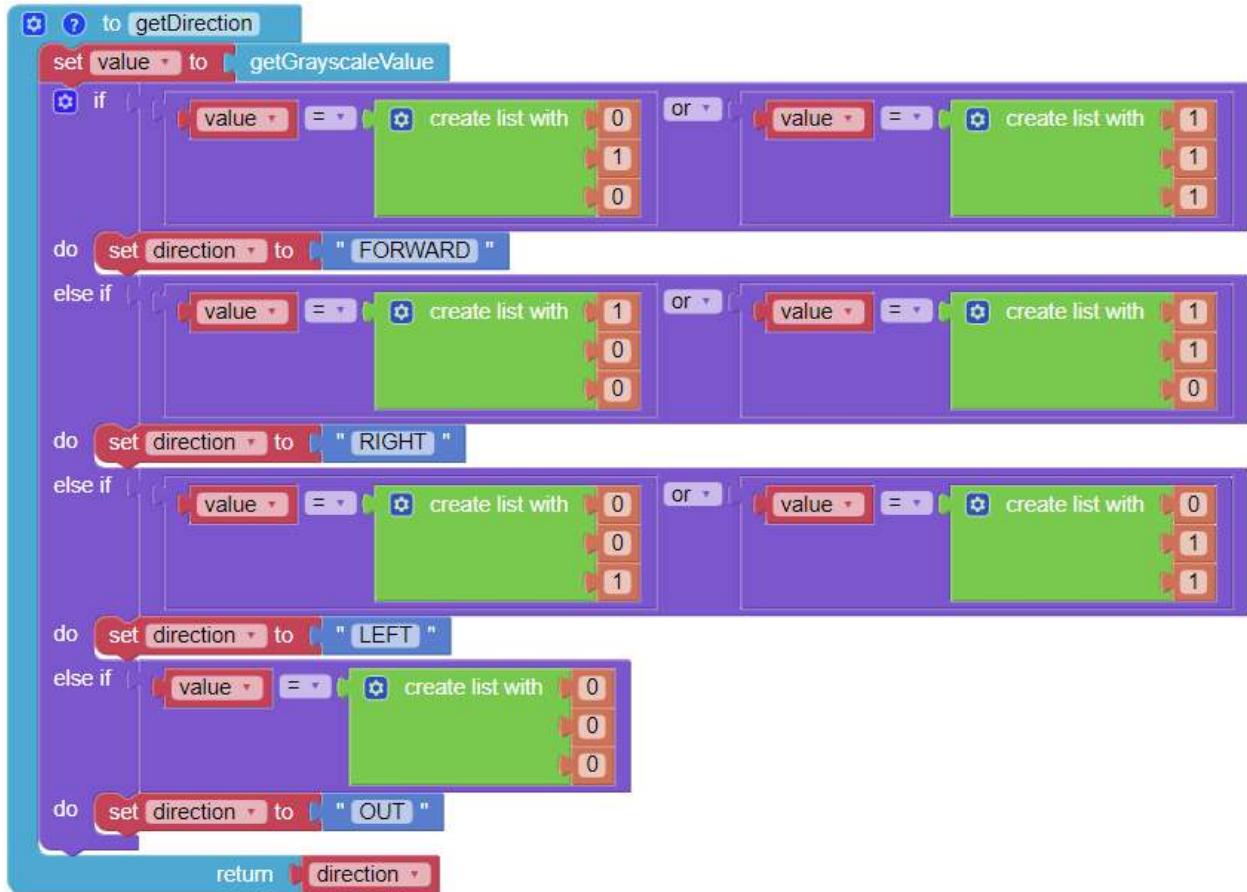 ? to getDirection
set value to getGrayscaleValue
if value = create list with 0 or value = create list with 1
1 1
0 1
do set direction to " FORWARD "
else if value = create list with 1 or value = create list with 1
0 1
0 0
do set direction to " RIGHT "
else if value = create list with 0 or value = create list with 0
0 1
1 1
do set direction to " LEFT "
else if value = create list with 0
0
0
do set direction to " OUT "
return direction